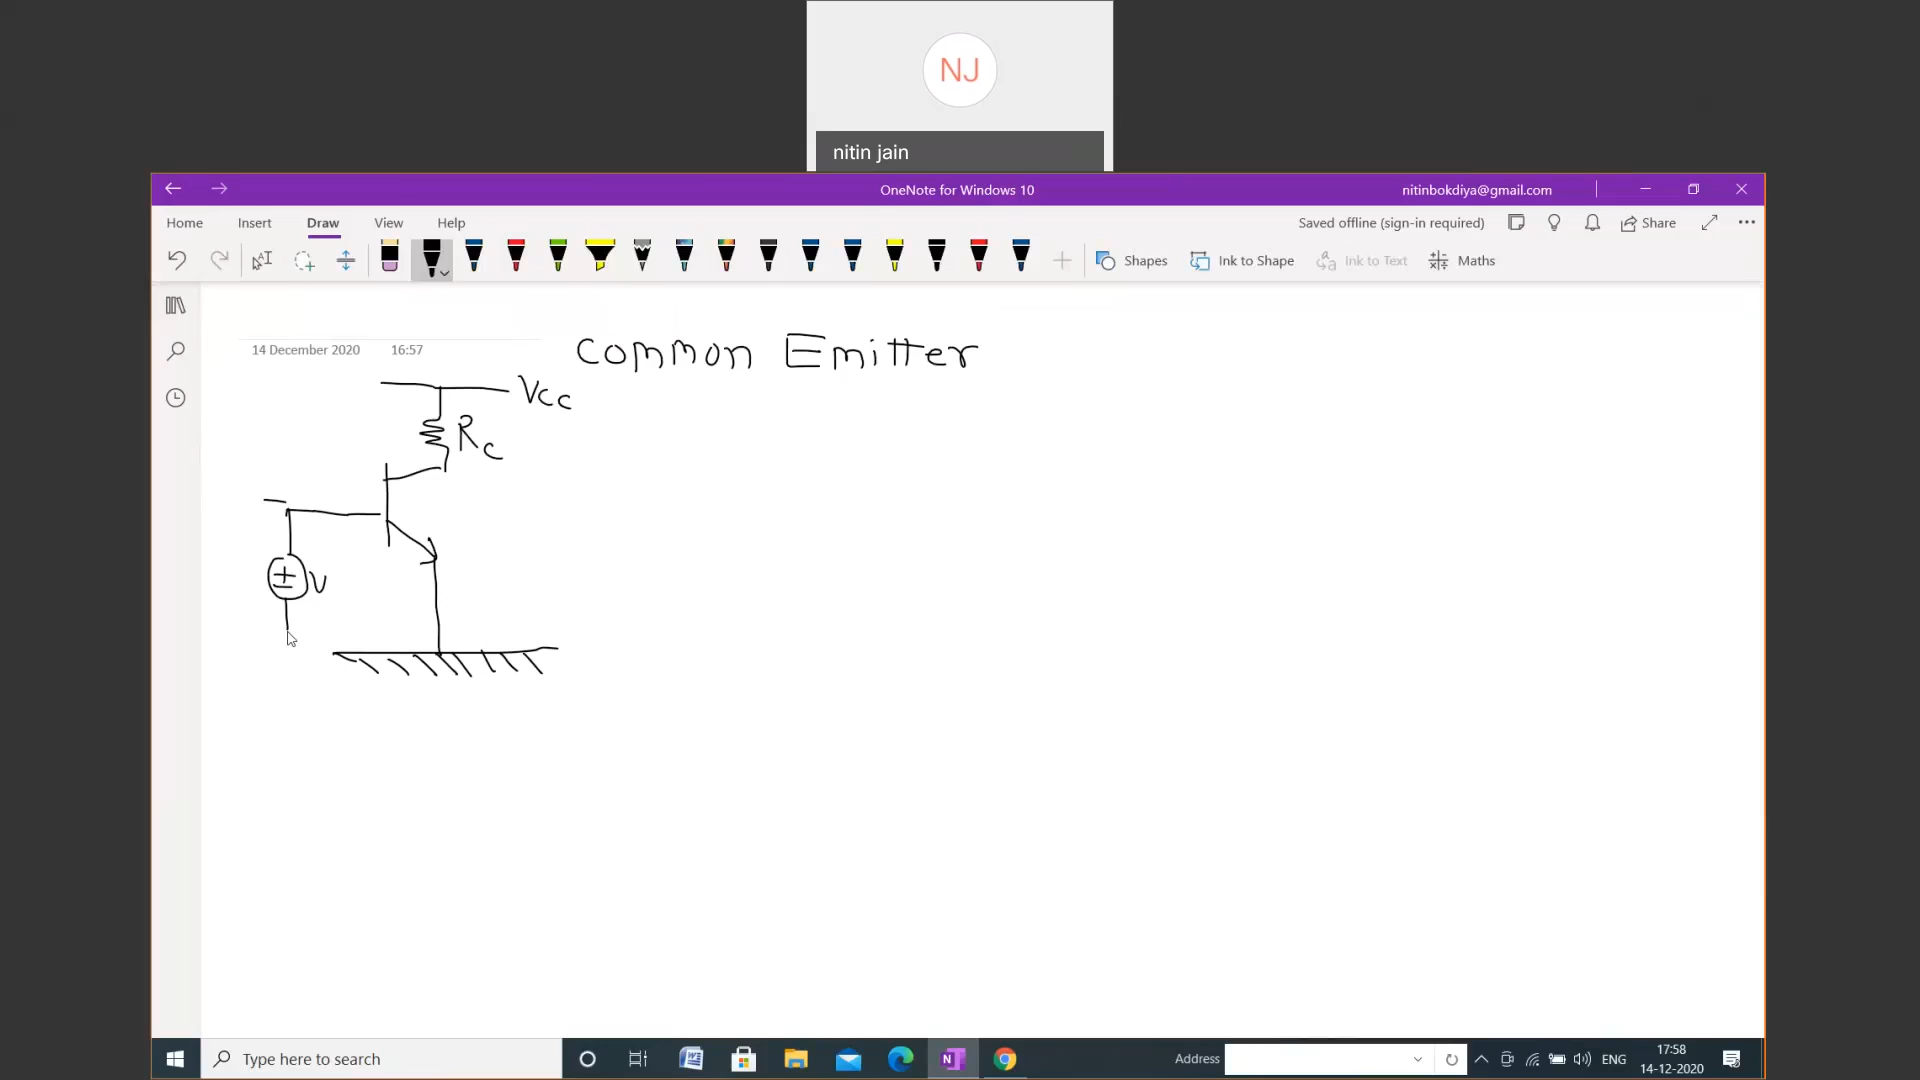 NJ
nitin jain
OneNote for Windows 10
nitinbokdiya@gmail.com
Home Insert Draw View Help
Saved offline (sign-in required) Share
Shapes Ink to Shape Ink to Text Maths
14 December 2020 16:57
Common Emitter
Vcc
Rc
V
Type here to search
Address
ENG
17:58
14-12-2020